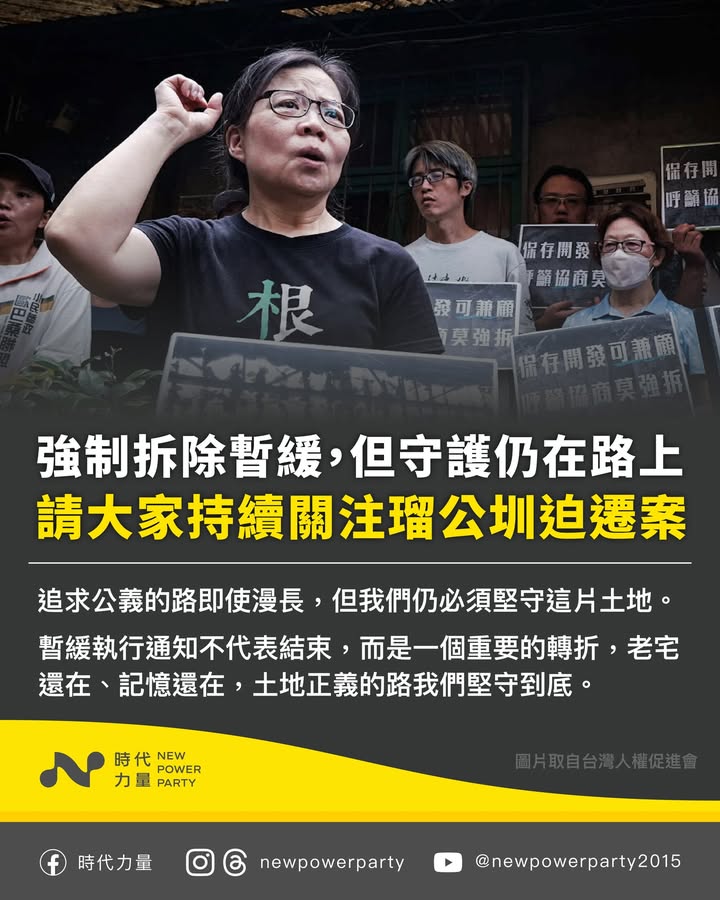 根
保存開
呼籲協
保存開發
呼籲協商莫
發可兼顧
商莫強拆
保存開發可兼顧
呼籲協商莫強拆
強制拆除暫緩，但守護仍在路上
請大家持續關注瑠公圳迫遷案
追求公義的路即使漫長，但我們仍必須堅守這片土地。
暫緩執行通知不代表結束，而是一個重要的轉折，老宅
還在、記憶還在，土地正義的路我們堅守到底。
時代力量 NEW POWER PARTY
圖片取自台灣人權促進會
時代力量 newpowerparty @newpowerparty2015